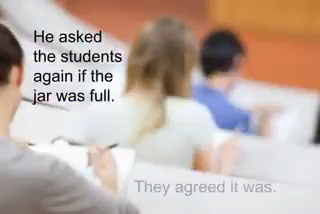 He asked
the students
again if the
jar was full.
They agreed it was.